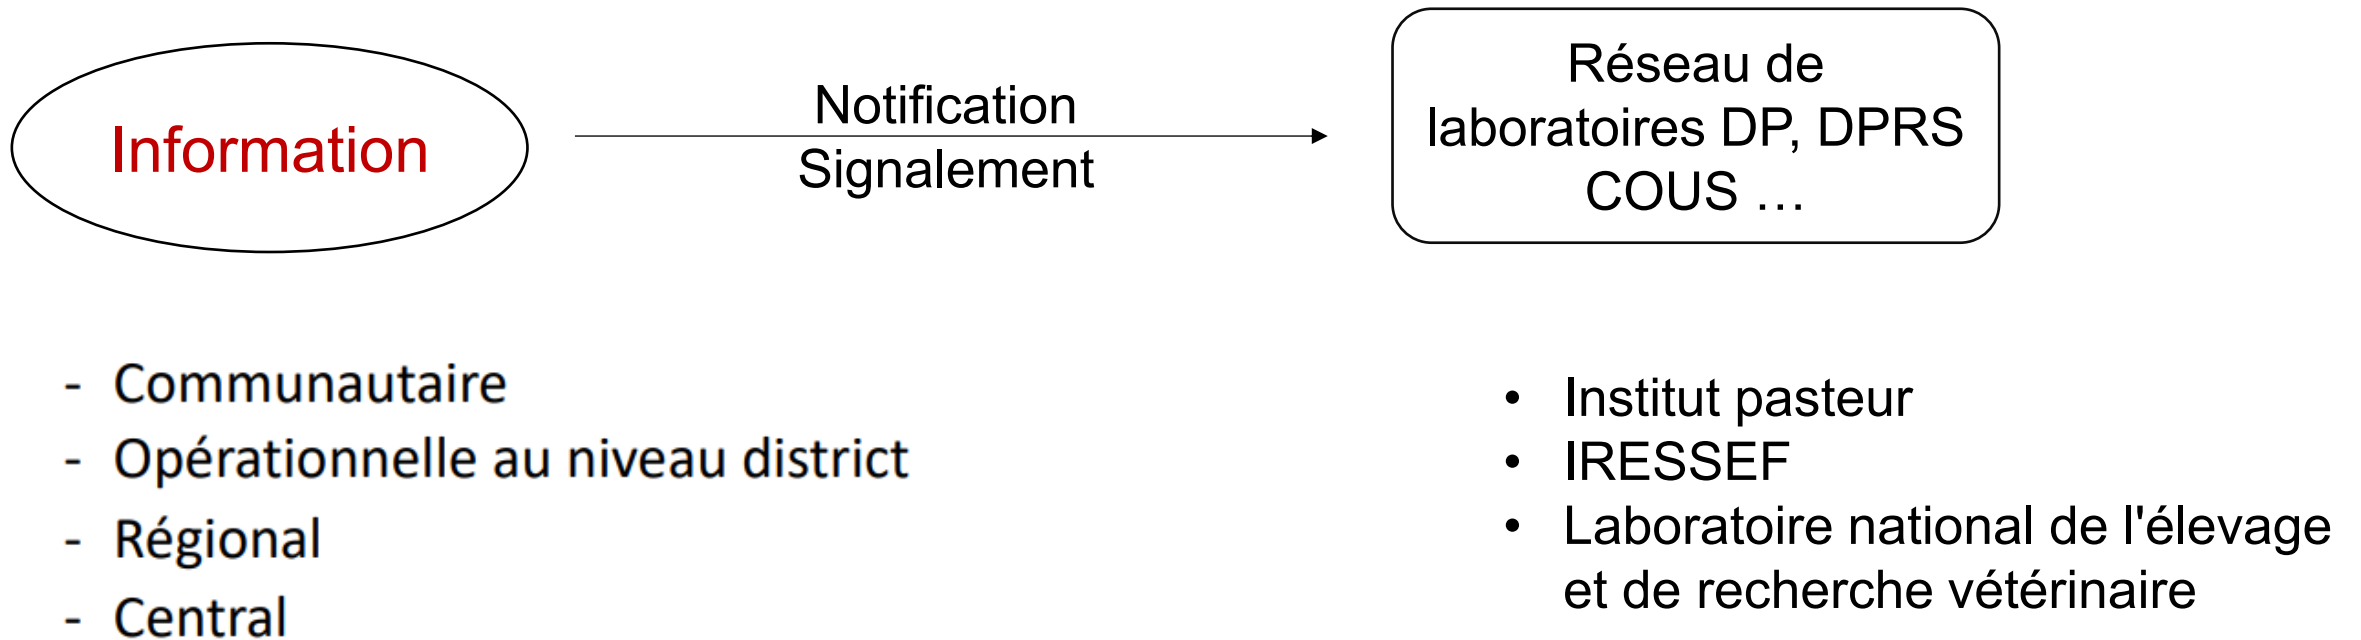 Information
Notification
Signalement
Réseau de
laboratoires DP, DPRS
COUS ...
- Communautaire
- Opérationnelle au niveau district
- Régional
- Central
• Institut pasteur
• IRESSEF
• Laboratoire national de l'élevage
et de recherche vétérinaire